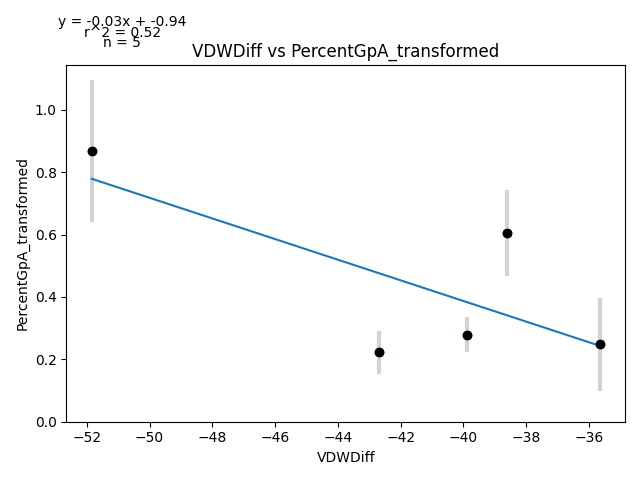 y = -0.03x + -0.94
r^2 = 0.52
n = 5
VDWDiff vs PercentGpA_transformed
PercentGpA_transformed
1.0
0.8
0.6
0.4
0.2
0.0
−52 −50 −48 −46 −44 −42 −40 −38 −36
VDWDiff